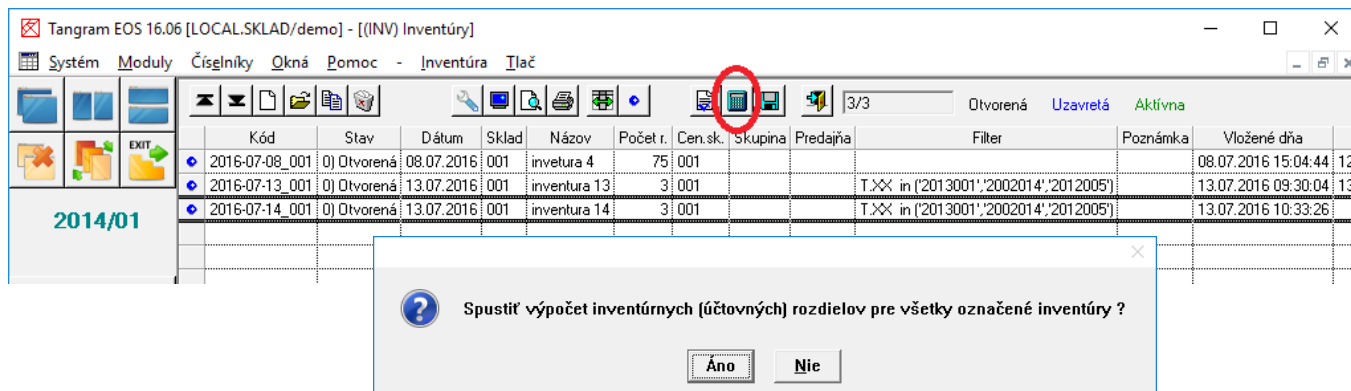 Tangram EOS 16.06 [LOCAL.SKLAD/demo] - [(INV) Inventúry]
Systém Moduly Číselníky Okná Pomoc - Inventúra Tlač
3/3 Otvorená Uzavretá Aktívna
EXIT
Kód Stav Dátum Sklad Názov Počet r. Cen.sk. Skupina Predajňa Filter Poznámka Vložené dňa
2016-07-08_001 0) Otvorená 08.07.2016 001 invetura 4 75 001 08.07.2016 15:04:44 12
2016-07-13_001 0) Otvorená 13.07.2016 001 inventura 13 3 001 T.XX in ('2013001','2002014','2012005') 13.07.2016 09:30:04 13
2016-07-14_001 0) Otvorená 13.07.2016 001 inventura 14 3 001 T.XX in ('2013001','2002014','2012005') 13.07.2016 10:33:26
2014/01
Spustiť výpočet inventúrnych (účtovných) rozdielov pre všetky označené inventúry ?
Áno Nie